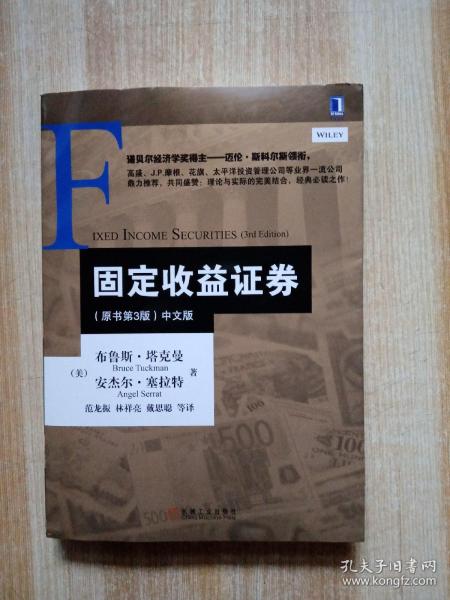 WILEY
诺贝尔经济学奖得主——迈伦·斯科尔斯领衔,
高盛、J.P.摩根、花旗、太平洋投资管理公司等业界一流公司
鼎力推荐,共同盛赞:理论与实际的完美结合,经典必读之作!
FIXED INCOME SECURITIES (3rd Edition)
固定收益证券
(原书第3版)中文版
(美)
布鲁斯·塔克曼
Bruce Tuckman
安杰尔·塞拉特
Angel Serrat
著
范龙振 林祥亮 戴思聪 等译
500
500
机械工业出版社
China Machine Press
孔夫子旧书网
www.kongfz.com